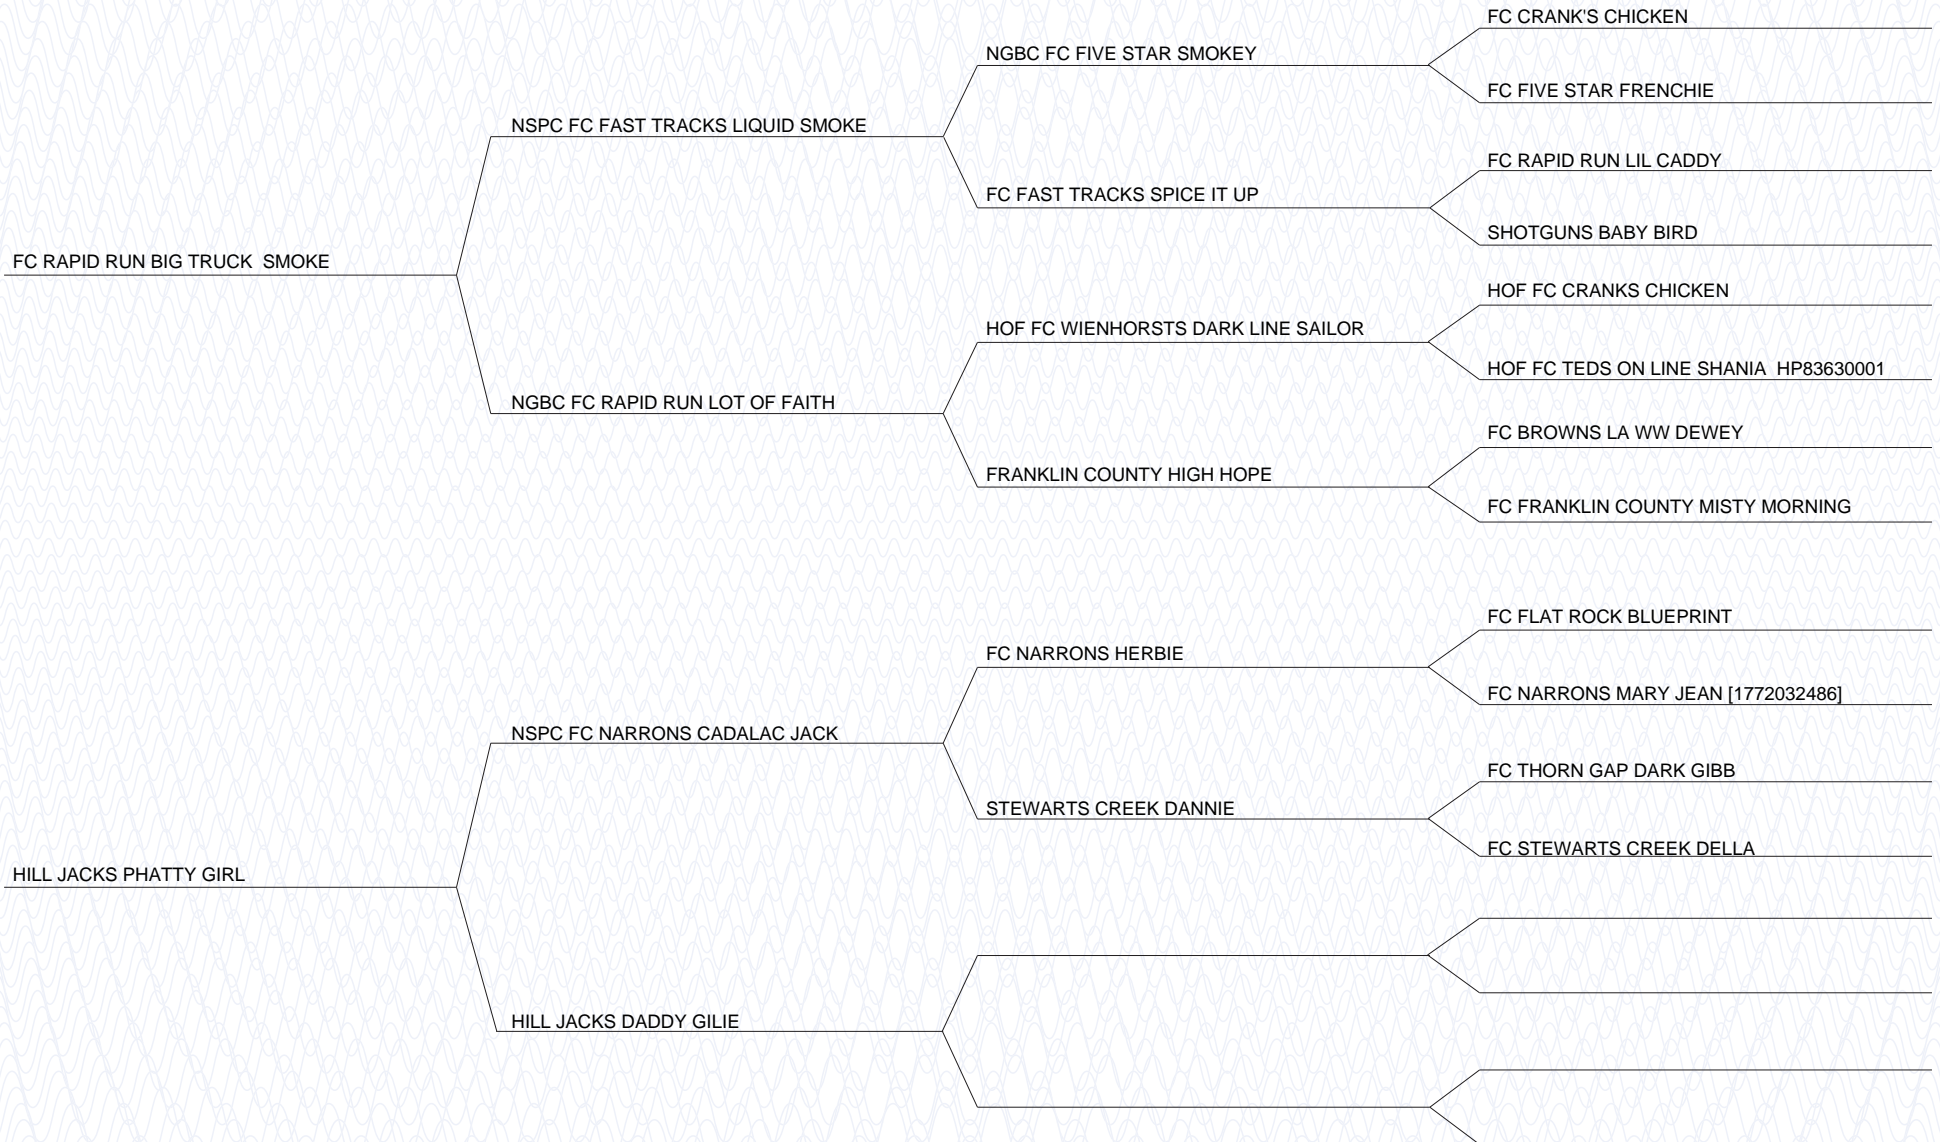 FC CRANK'S CHICKEN
NGBC FC FIVE STAR SMOKEY
FC FIVE STAR FRENCHIE
NSPC FC FAST TRACKS LIQUID SMOKE
FC RAPID RUN LIL CADDY
FC FAST TRACKS SPICE IT UP
SHOTGUNS BABY BIRD
FC RAPID RUN BIG TRUCK  SMOKE
HOF FC CRANKS CHICKEN
HOF FC WIENHORSTS DARK LINE SAILOR
HOF FC TEDS ON LINE SHANIA  HP83630001
NGBC FC RAPID RUN LOT OF FAITH
FC BROWNS LA WW DEWEY
FRANKLIN COUNTY HIGH HOPE
FC FRANKLIN COUNTY MISTY MORNING
FC FLAT ROCK BLUEPRINT
FC NARRONS HERBIE
FC NARRONS MARY JEAN [1772032486]
NSPC FC NARRONS CADALAC JACK
FC THORN GAP DARK GIBB
STEWARTS CREEK DANNIE
FC STEWARTS CREEK DELLA
HILL JACKS PHATTY GIRL
HILL JACKS DADDY GILIE